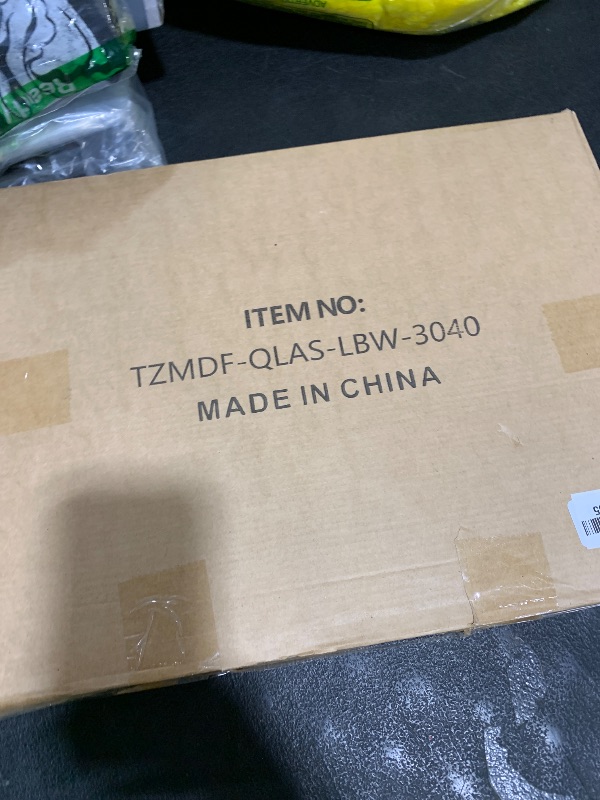 ITEM NO:
TZMDF-QLAS-LBW-3040
MADE IN CHINA